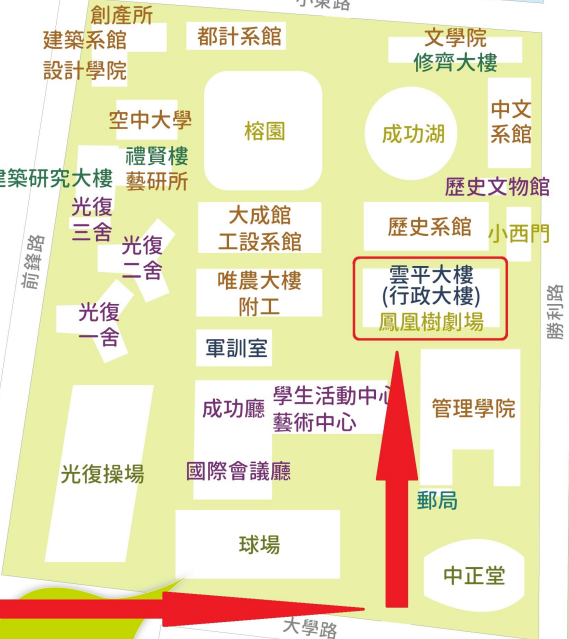 小東路
創產所
建築系館
設計學院
都計系館
文學院
修齊大樓
空中大學
榕園
成功湖
中文
系館
禮賢樓
藝研所
建築研究大樓
歷史文物館
光復
三舍
大成館
工設系館
歷史系館
小西門
前鋒路
光復
二舍
唯農大樓
附工
雲平大樓
(行政大樓)
鳳凰樹劇場
勝利路
光復
一舍
軍訓室
成功廳
學生活動中心
藝術中心
管理學院
光復操場
國際會議廳
郵局
球場
中正堂
大學路